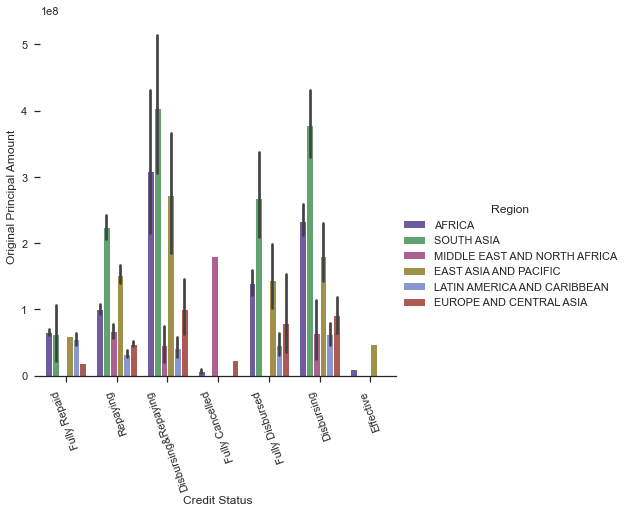 1e8
5
4
3
2
1
0
Original Principal Amount
Fully Repaid
Repaying
Disbursing&Repaying
Fully Cancelled
Fully Disbursed
Disbursing
Effective
Credit Status
Region
AFRICA
SOUTH ASIA
MIDDLE EAST AND NORTH AFRICA
EAST ASIA AND PACIFIC
LATIN AMERICA AND CARIBBEAN
EUROPE AND CENTRAL ASIA